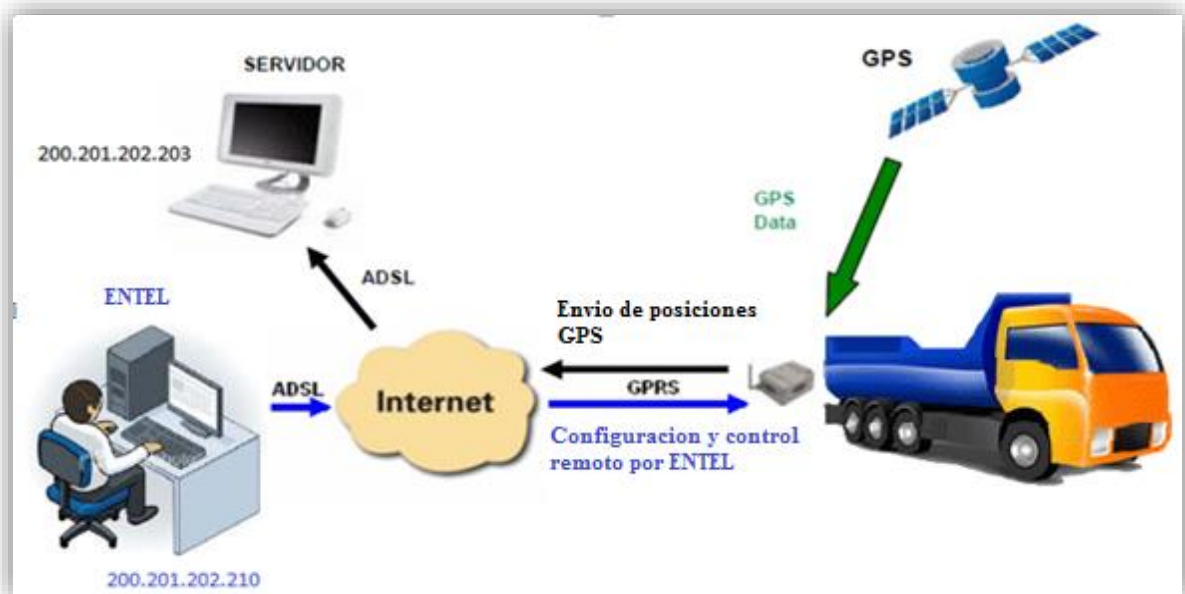 SERVIDOR
GPS
200.201.202.203
GPS
Data
ADSL
ENTEL
Envio de posiciones
GPS
ADSL
Internet
GPRS
Configuracion y control
remoto por ENTEL
200.201.202.210